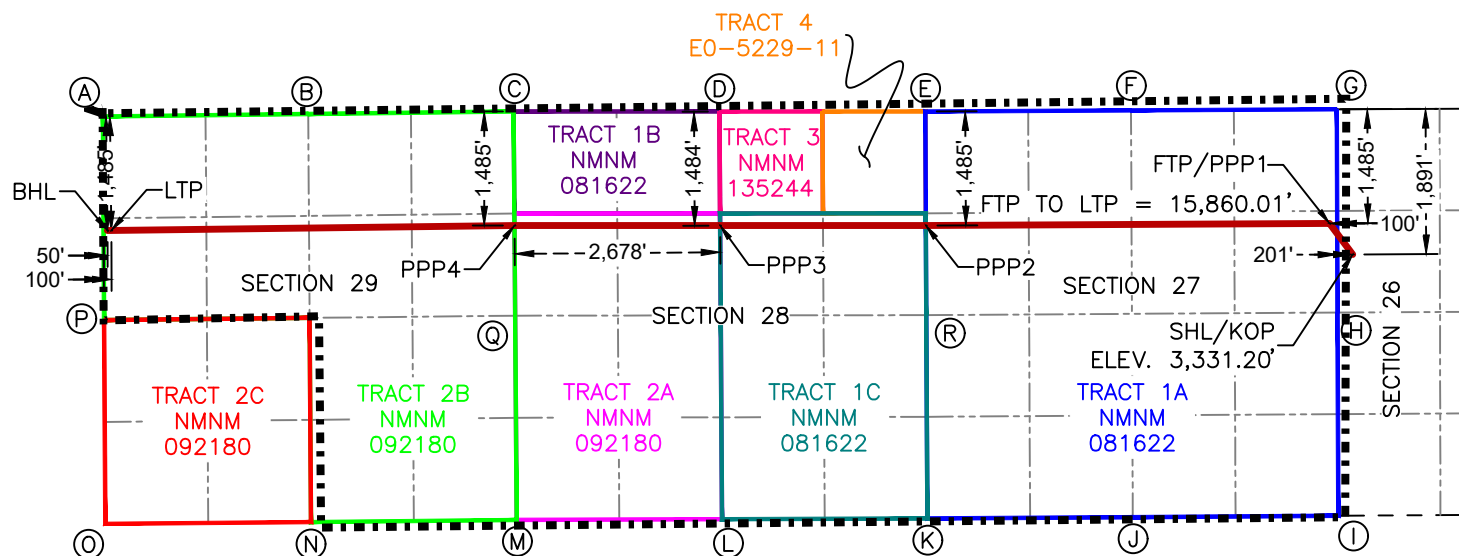 TRACT 4
E0-5229-11
A
B
C
D
E
F
G
1,485'
TRACT 1B
NMNM
081622
1,485'
1,484'
TRACT 3
NMNM
135244
1,485'
FTP/PPP1
1,485'
1,891'
BHL
LTP
FTP TO LTP = 15,860.01'
100'
50'
100'
PPP4
2,678'
PPP3
PPP2
201'
SECTION 29
SECTION 28
SECTION 27
SECTION 26
P
Q
R
H
SHL/KOP
ELEV. 3,331.20'
TRACT 2C
NMNM
092180
TRACT 2B
NMNM
092180
TRACT 2A
NMNM
092180
TRACT 1C
NMNM
081622
TRACT 1A
NMNM
081622
O
N
M
L
K
J
I